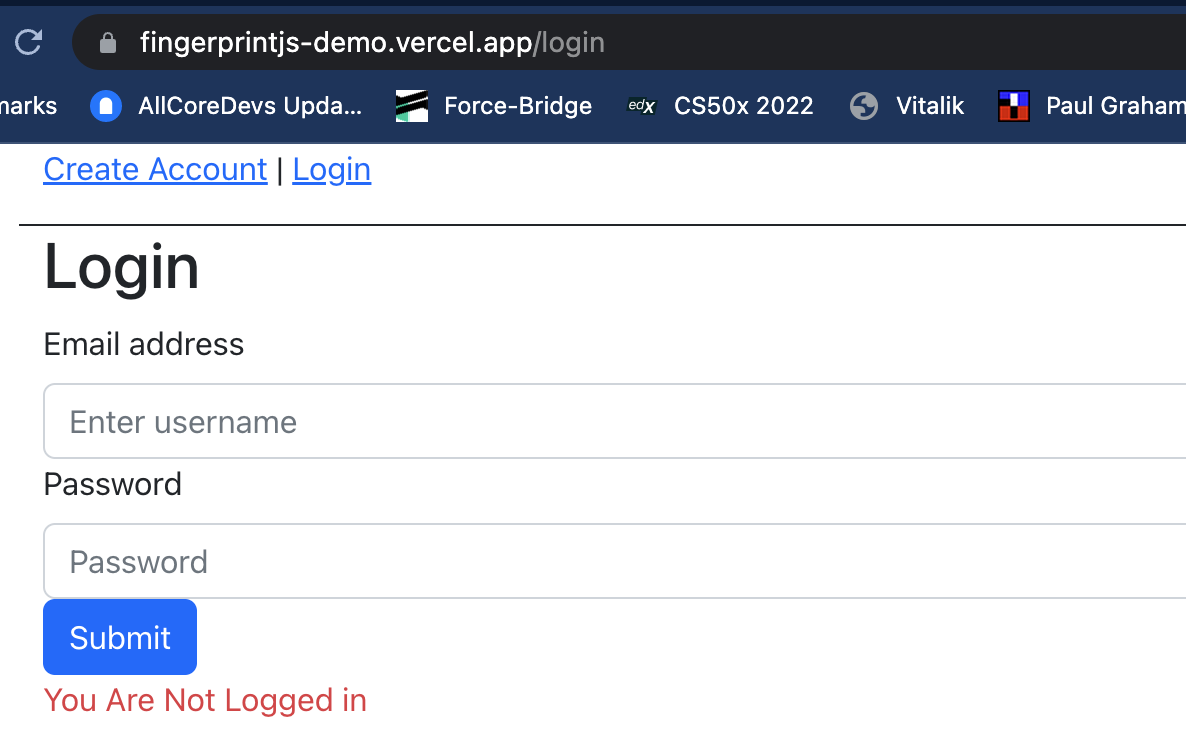 fingerprintjs-demo.vercel.app/login
marks AllCoreDevs Upda... Force-Bridge edX CS50x 2022 Vitalik Paul Graham
Create Account | Login
Login
Email address
Enter username
Password
Password
Submit
You Are Not Logged in